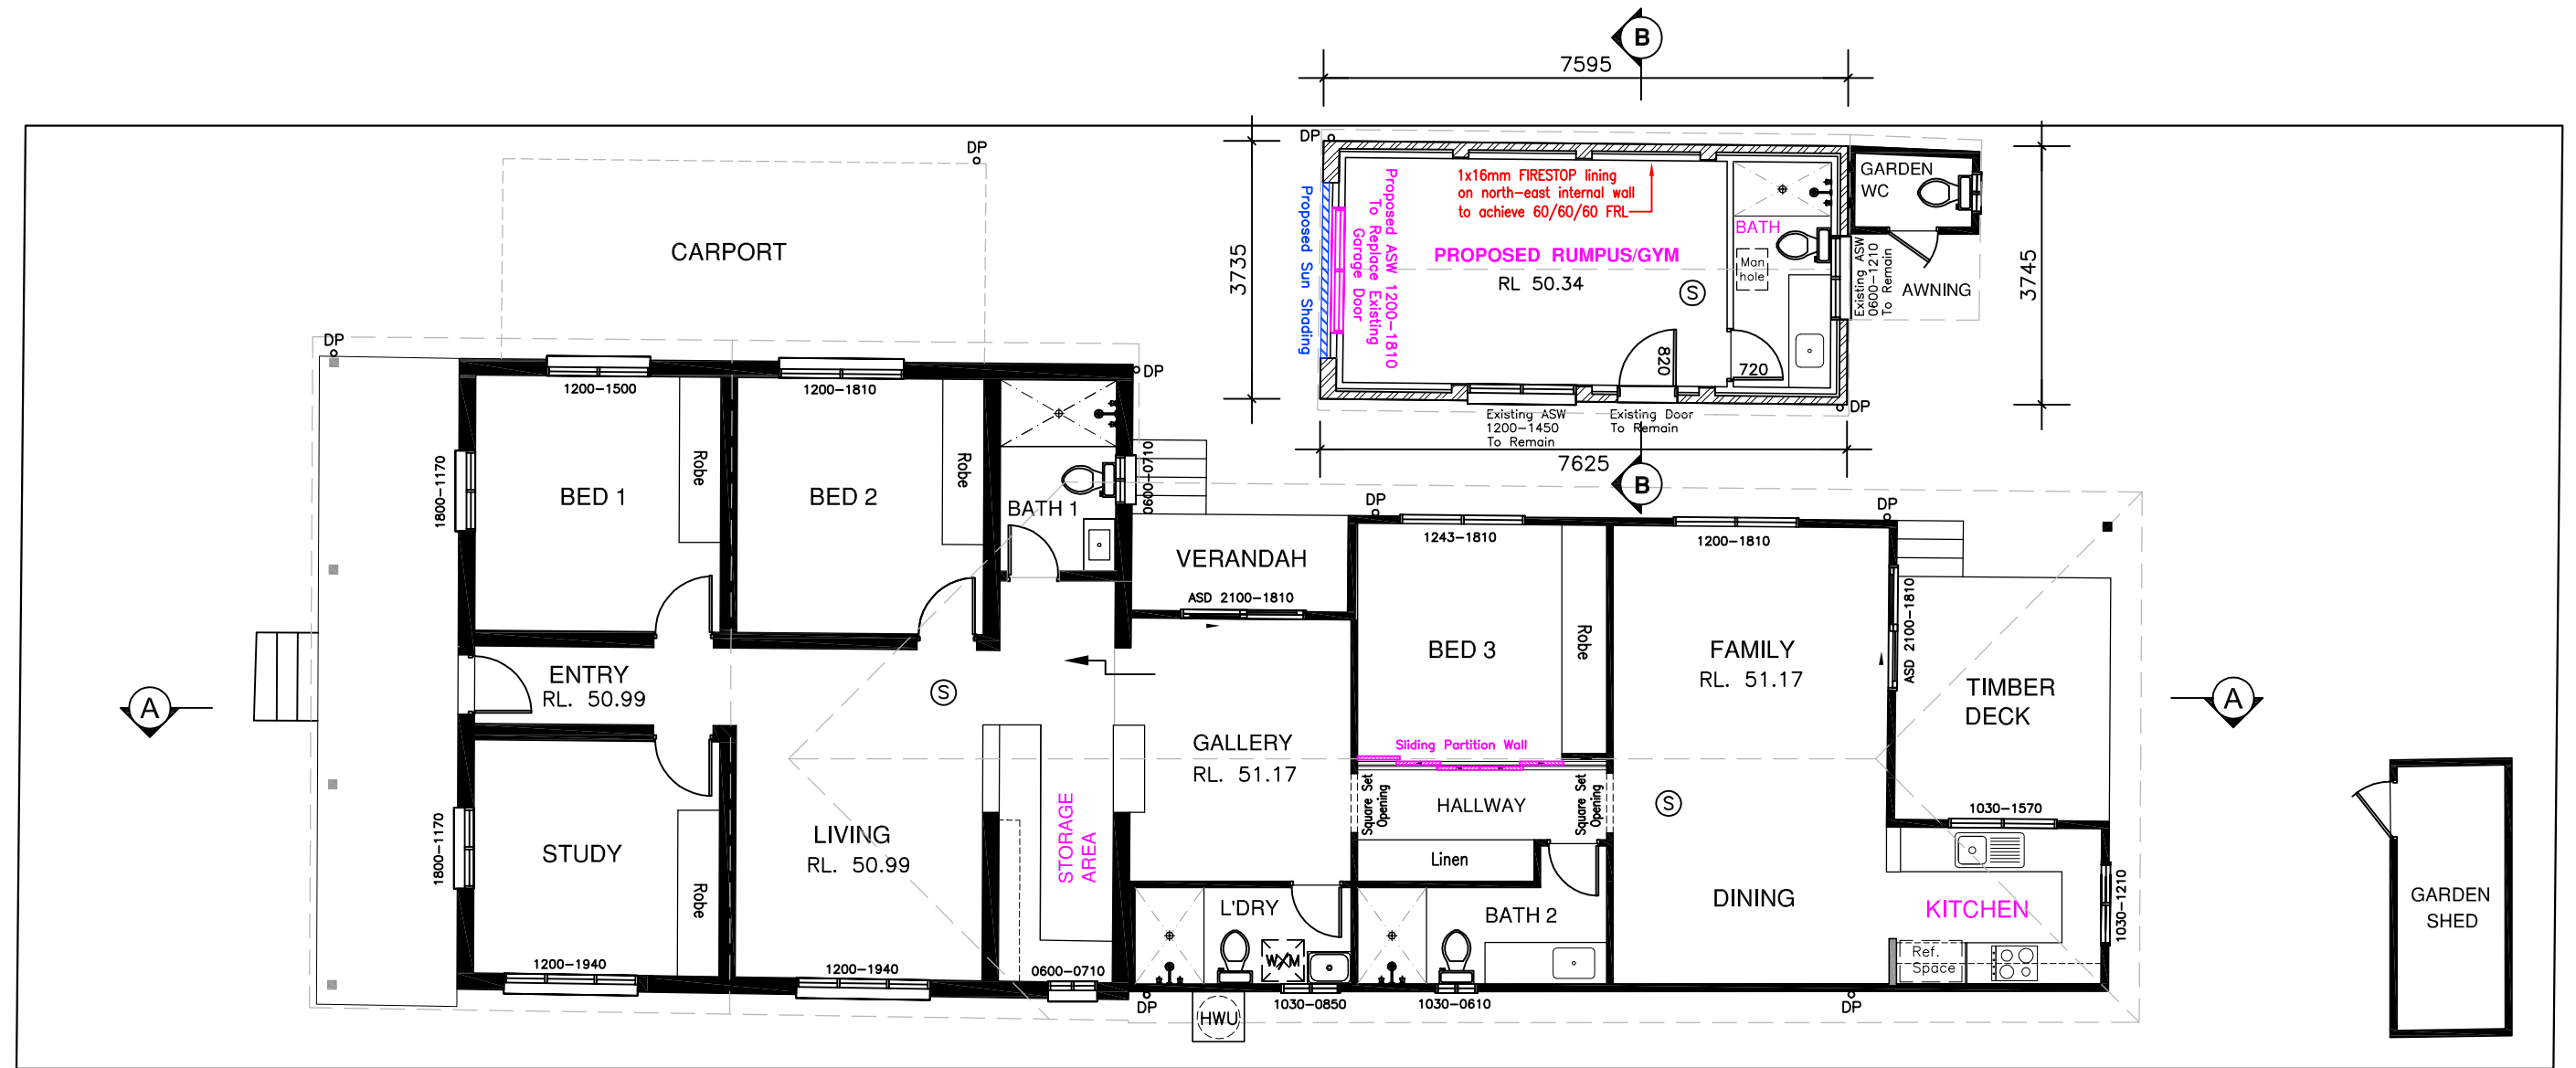 B
7595
DP
DP
GARDEN
WC
1x16mm FIRESTOP lining
on north-east internal wall
to achieve 60/60/60 FRL
Proposed Sun Shading
Proposed ASW 1200-1810
To Replace Existing
Garage Door
BATH
PROPOSED RUMPUS/GYM
RL 50.34
Man
hole
S
820
720
Existing ASW
0600-1210
To Remain
AWNING
3735
3745
CARPORT
DP
DP
DP
Existing ASW
1200-1450
To Remain
Existing Door
To Remain
7625
B
1200-1500
1200-1810
1800-1170
BED 1
Robe
BED 2
Robe
BATH 1
0600-0710
VERANDAH
ASD 2100-1810
DP
DP
1243-1810
1200-1810
BED 3
Robe
FAMILY
RL. 51.17
ASD 2100-1810
TIMBER
DECK
A
ENTRY
RL. 50.99
S
A
GALLERY
RL. 51.17
Sliding Partition Wall
Square Set
Opening
HALLWAY
Square Set
Opening
S
1030-1570
1800-1170
STUDY
Robe
LIVING
RL. 50.99
STORAGE
AREA
Linen
L'DRY
BATH 2
DINING
KITCHEN
1030-1210
GARDEN
SHED
W/M
Ref.
Space
1200-1940
1200-1940
0600-0710
DP
HWU
1030-0850
1030-0610
DP